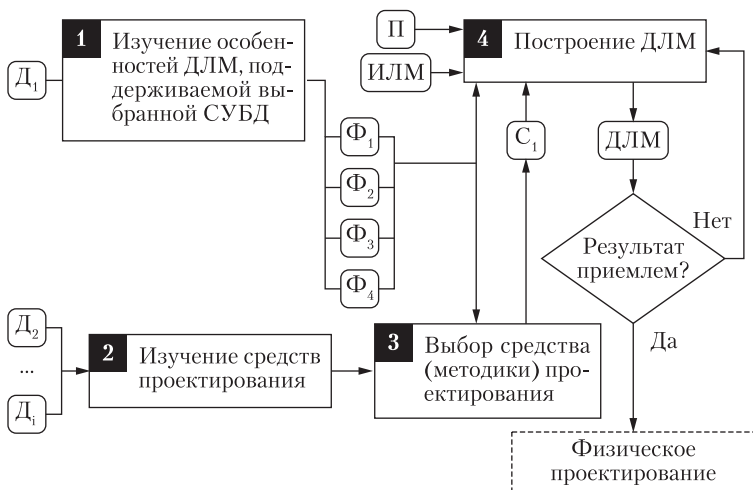 1
Изучение особен-
ностей ДЛМ, под-
держиваемой вы-
бранной СУБД
Д1
Ф1
Ф2
Ф3
Ф4
П
ИЛМ
4
Построение ДЛМ
С1
ДЛМ
Результат
приемлем?
Нет
Да
Д2
...
Дi
2
Изучение средств
проектирования
3
Выбор средства
(методики) про-
ектирования
Физическое
проектирование